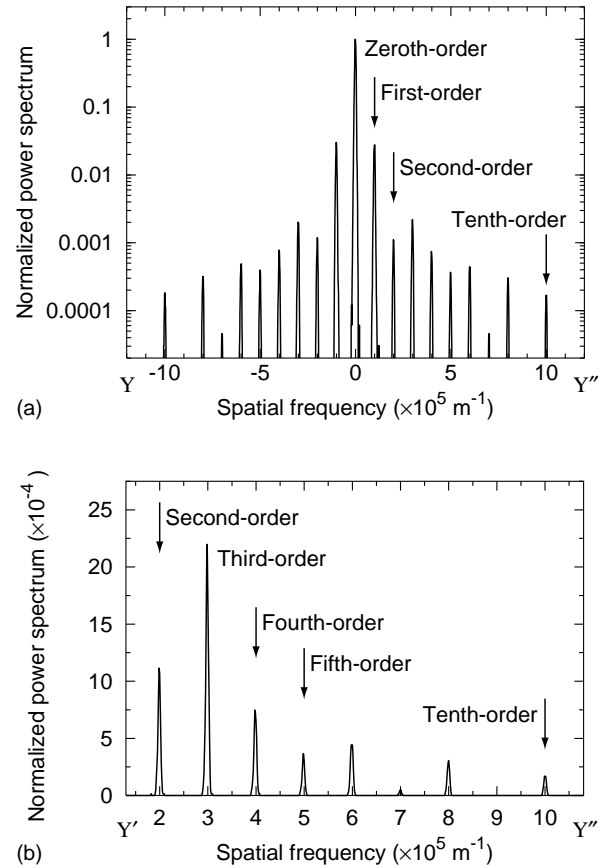 Normalized power spectrum
1
0.1
0.01
0.001
0.0001
Zeroth-order
First-order
Second-order
Tenth-order
-10 -5 0 5 10
Y Y″
Spatial frequency (×10⁵ m⁻¹)
(a)
Normalized power spectrum (×10⁻⁴)
25
20
15
10
5
0
Second-order
Third-order
Fourth-order
Fifth-order
Tenth-order
2 3 4 5 6 7 8 9 10
Y′ Y″
Spatial frequency (×10⁵ m⁻¹)
(b)